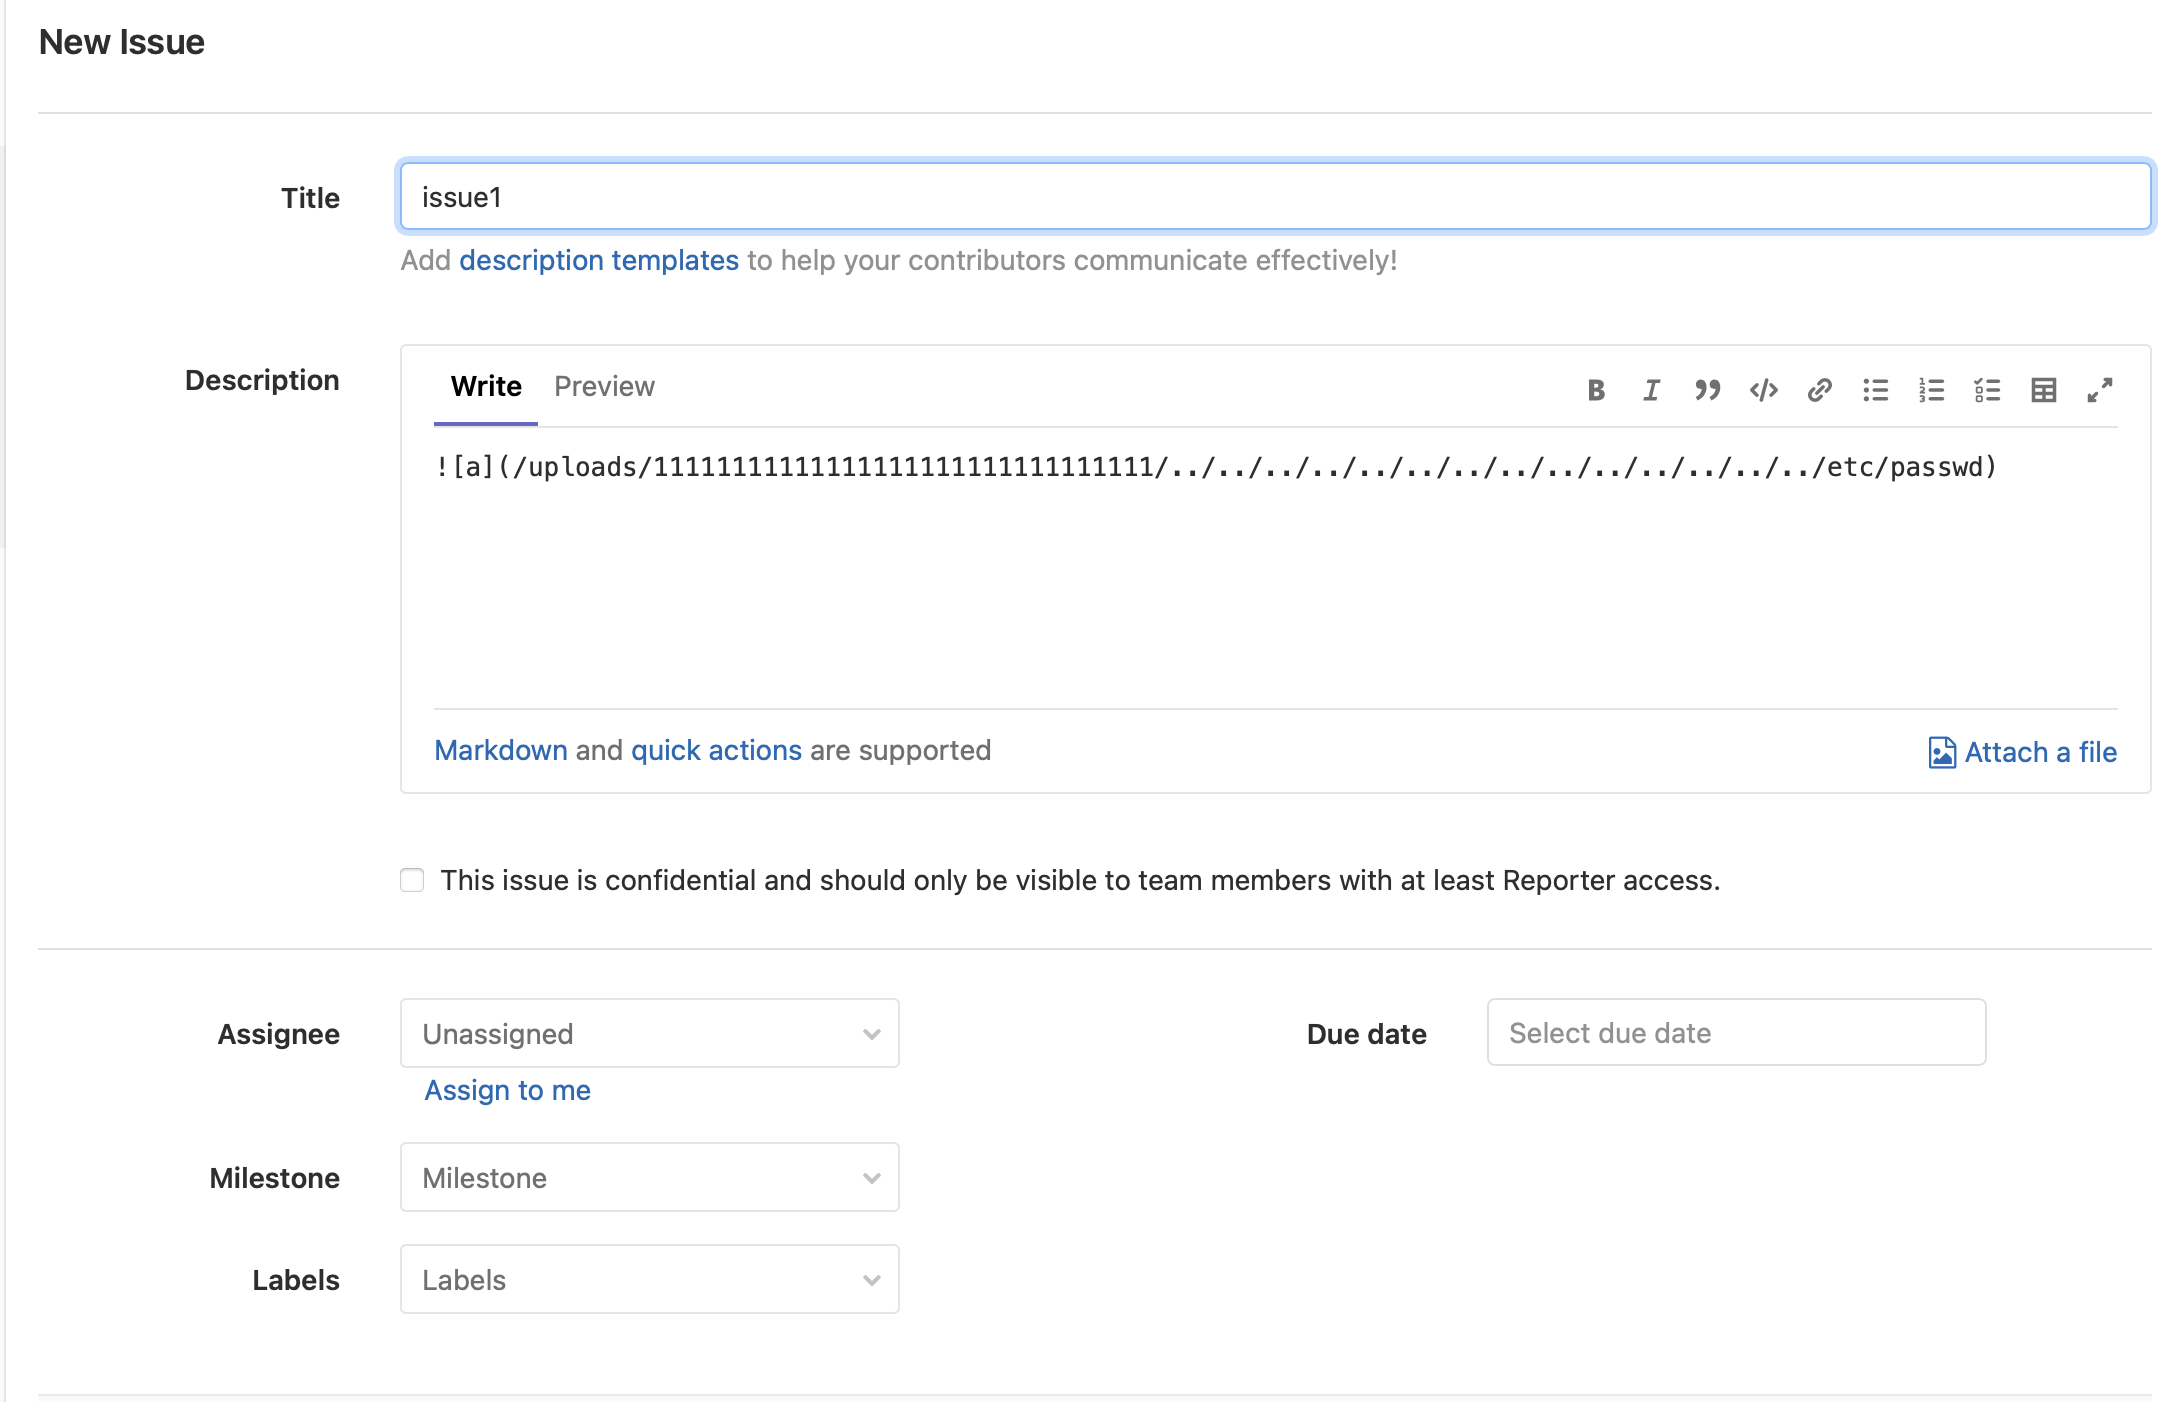 New Issue
Title
issue1
Add description templates to help your contributors communicate effectively!
Description
Write Preview
![a](/uploads/11111111111111111111111111111111/../../../../../../../../../../../../../../etc/passwd)
Markdown and quick actions are supported
Attach a file
This issue is confidential and should only be visible to team members with at least Reporter access.
Assignee
Unassigned
Due date
Select due date
Assign to me
Milestone
Milestone
Labels
Labels